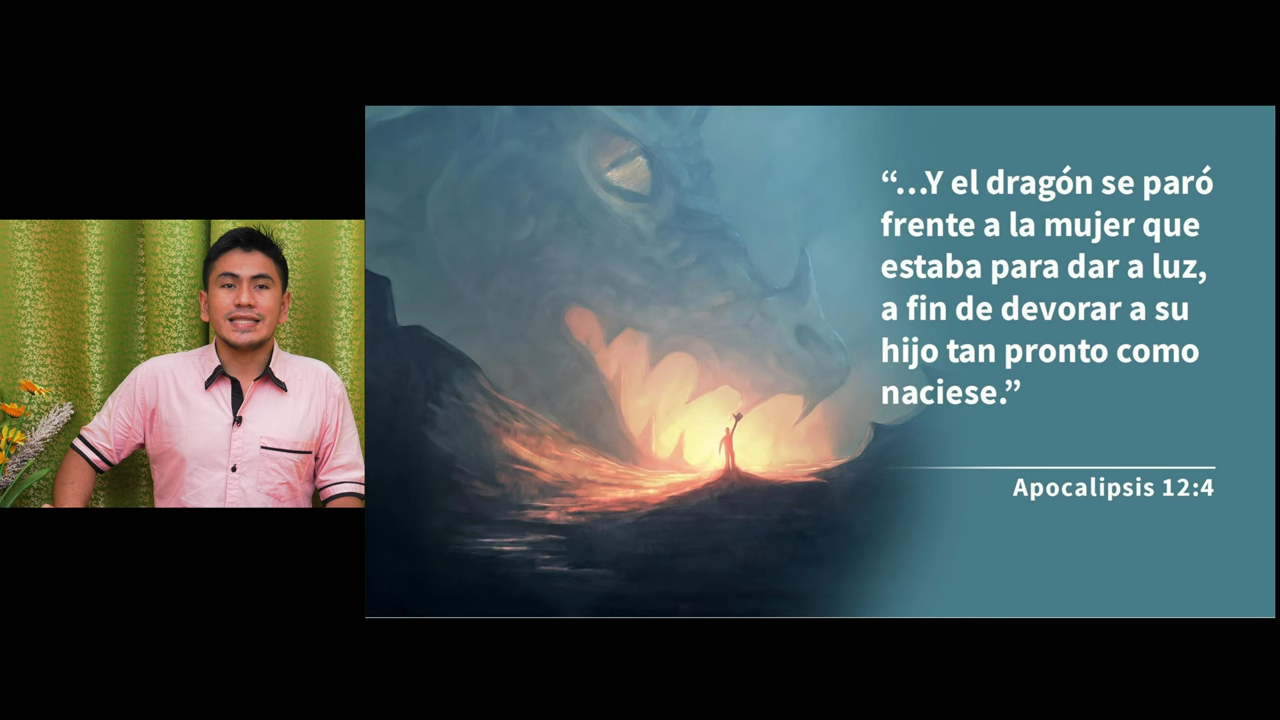 “...Y el dragón se paró
frente a la mujer que
estaba para dar a luz,
a fin de devorar a su
hijo tan pronto como
naciese.”
Apocalipsis 12:4